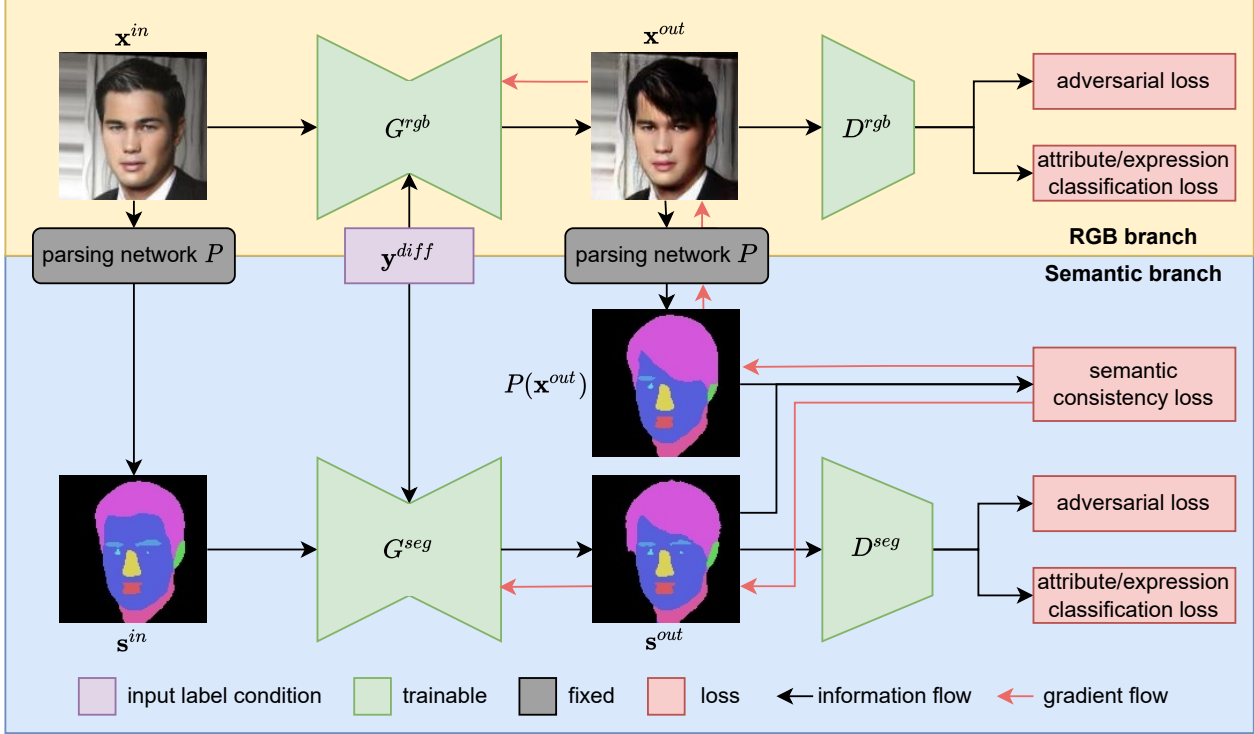 x^{in}
x^{out}
G^{rgb}
D^{rgb}
adversarial loss
attribute/expression
classification loss
RGB branch
parsing network P
y^{diff}
parsing network P
Semantic branch
P(x^{out})
semantic
consistency loss
G^{seg}
D^{seg}
adversarial loss
attribute/expression
classification loss
s^{in}
s^{out}
input label condition
trainable
fixed
loss
information flow
gradient flow